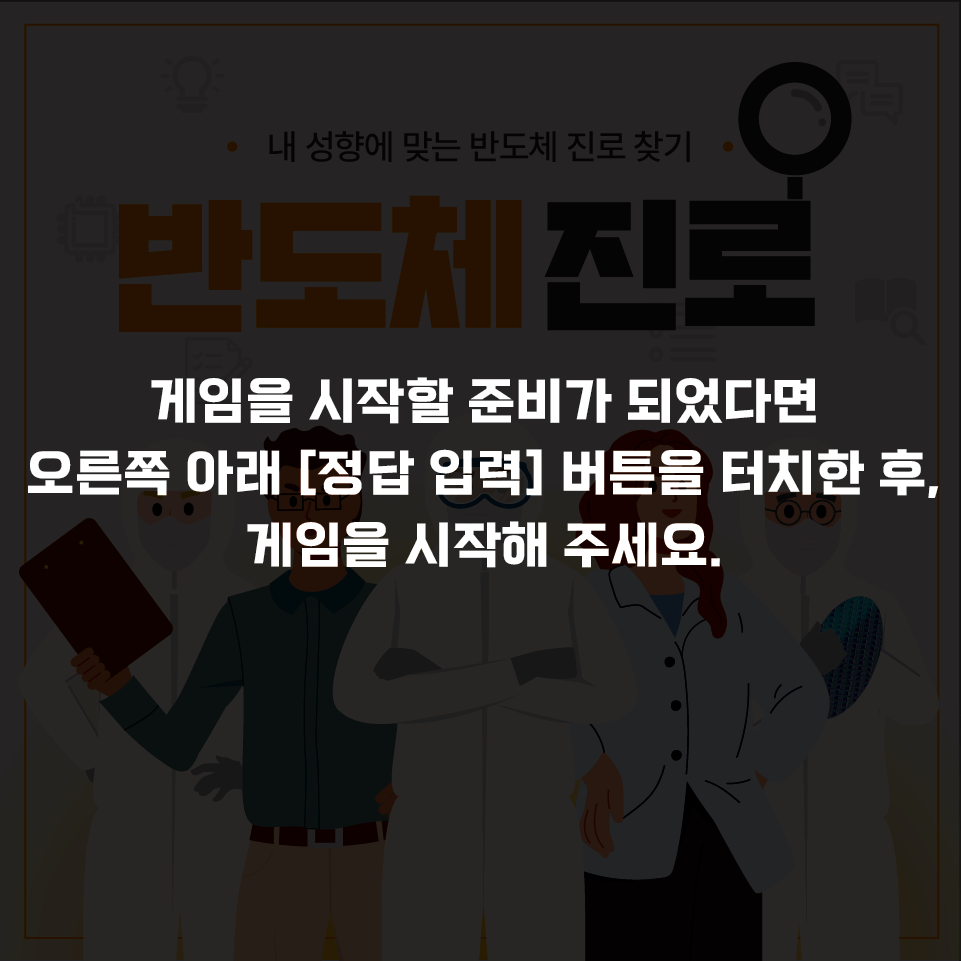 내 성향에 맞는 반도체 진로 찾기
반도체 진로
게임을 시작할 준비가 되었다면
오른쪽 아래 [정답 입력] 버튼을 터치한 후,
게임을 시작해 주세요.